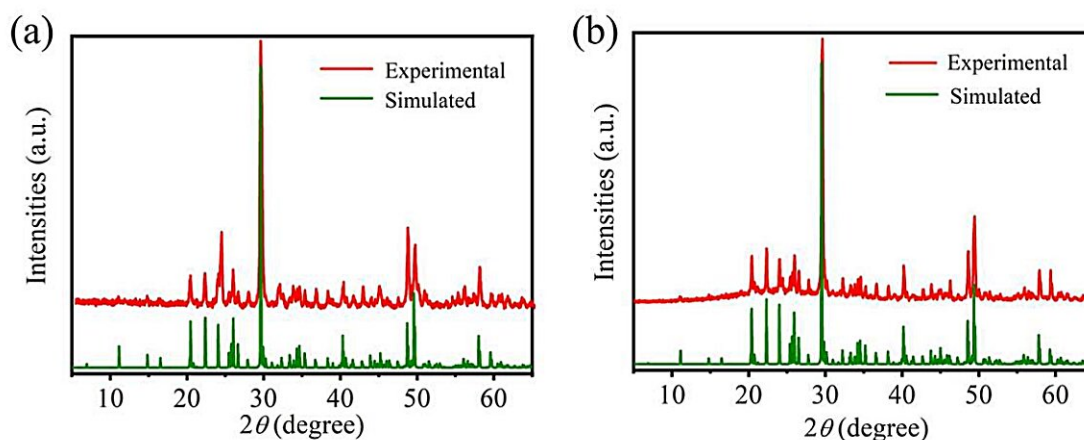 (a)
Experimental
Simulated
Intensities (a.u.)
10 20 30 40 50 60
2θ (degree)
(b)
Experimental
Simulated
Intensities (a.u.)
10 20 30 40 50 60
2θ (degree)